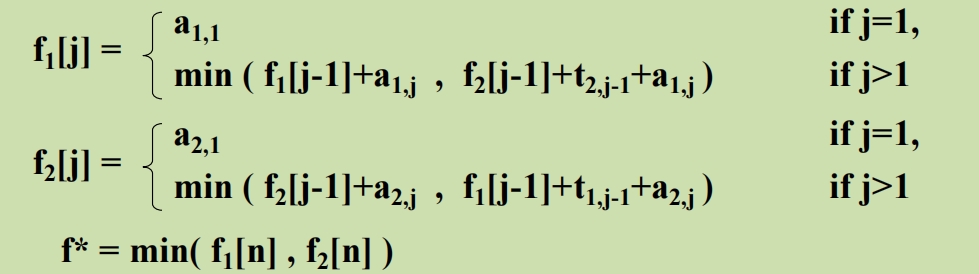 f₁[j] = { a₁,₁ if j=1,
min ( f₁[j-1]+a₁,ⱼ , f₂[j-1]+t₂,ⱼ₋₁+a₁,ⱼ ) if j>1
f₂[j] = { a₂,₁ if j=1,
min ( f₂[j-1]+a₂,ⱼ , f₁[j-1]+t₁,ⱼ₋₁+a₂,ⱼ ) if j>1
f* = min( f₁[n] , f₂[n] )